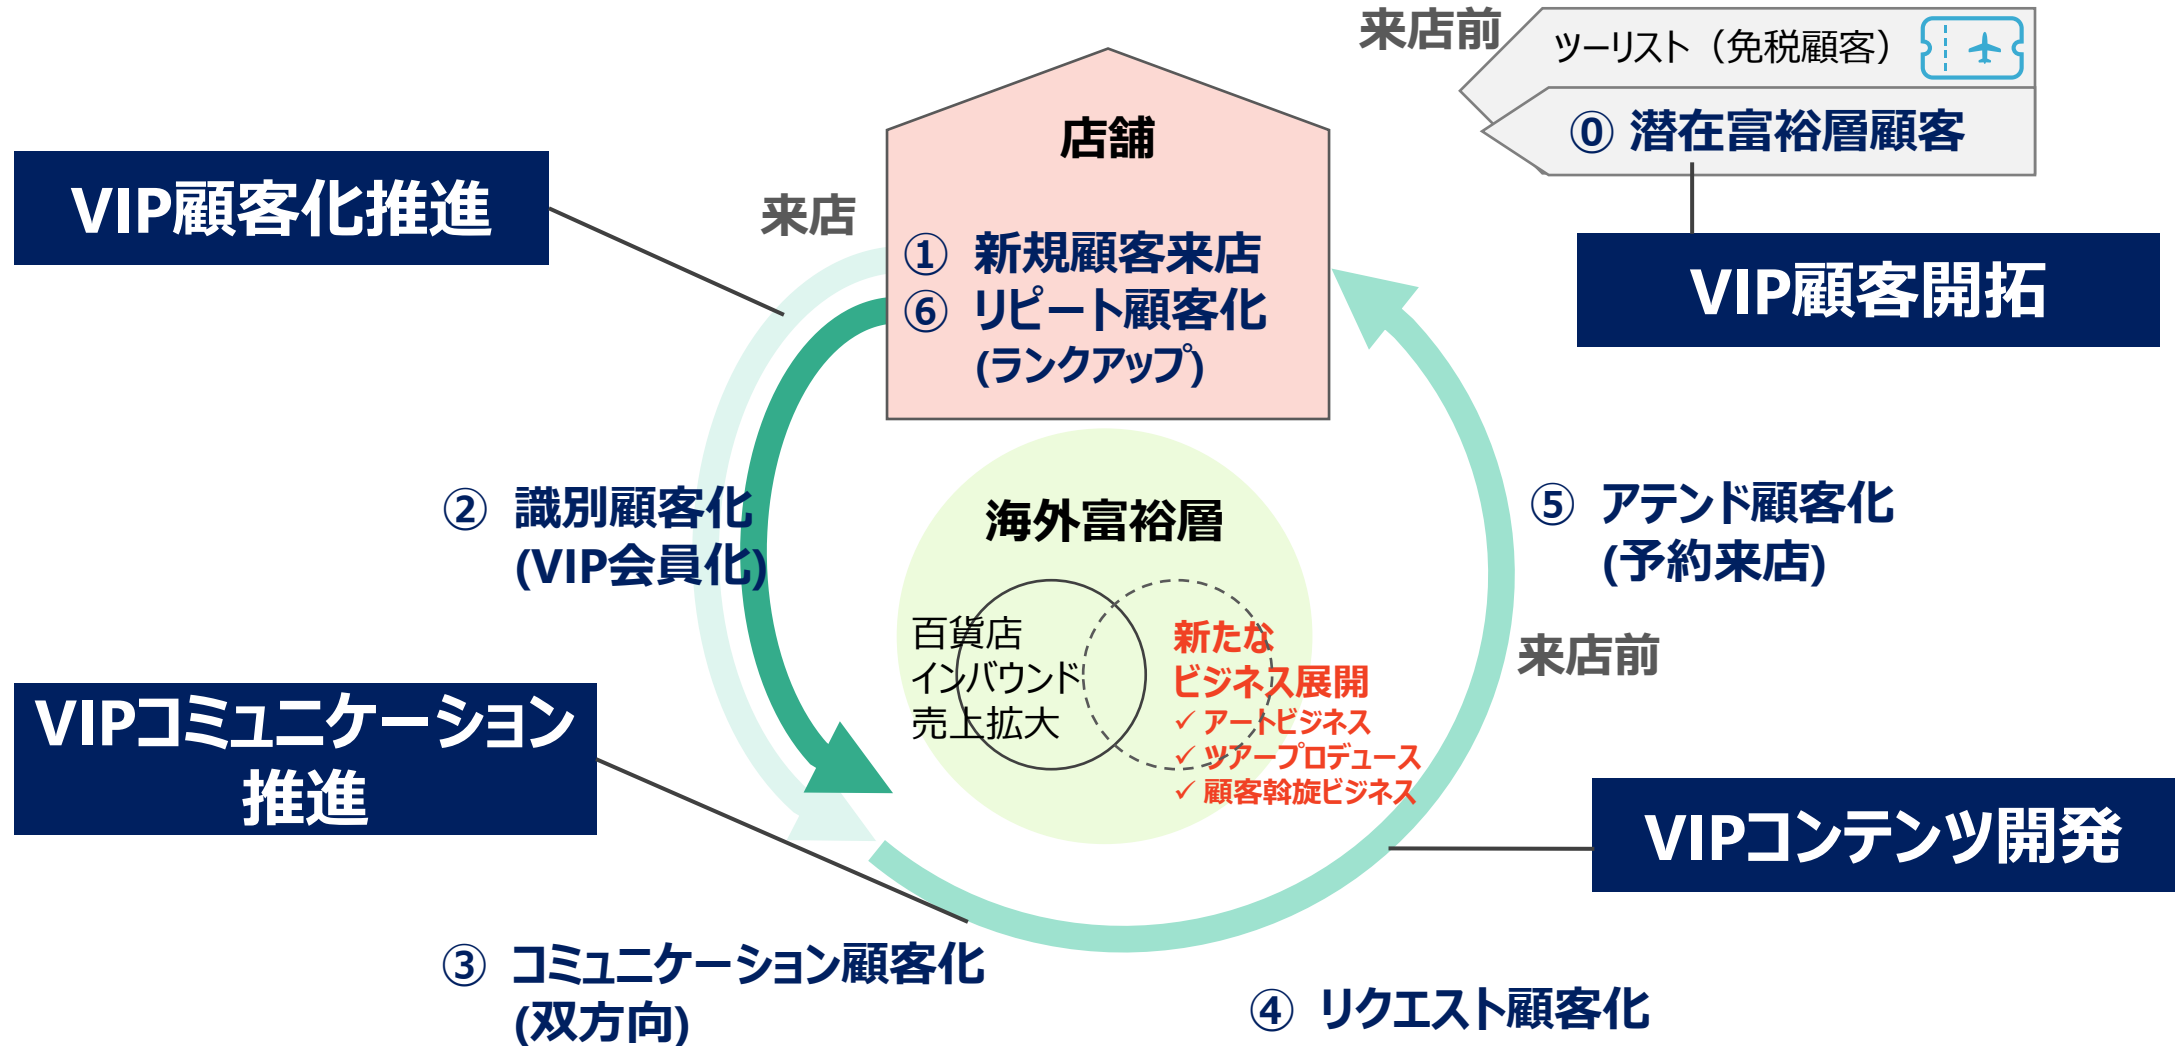 来店前
ツーリスト（免税顧客）
⓪ 潜在富裕層顧客
VIP顧客開拓
店舗
来店
① 新規顧客来店
⑥ リピート顧客化
(ランクアップ)
VIP顧客化推進
② 識別顧客化
(VIP会員化)
海外富裕層
百貨店
インバウンド
売上拡大
新たな
ビジネス展開
✓ アートビジネス
✓ ツアープロデュース
✓ 顧客斡旋ビジネス
⑤ アテンド顧客化
(予約来店)
来店前
VIPコミュニケーション
推進
VIPコンテンツ開発
③ コミュニケーション顧客化
(双方向)
④ リクエスト顧客化